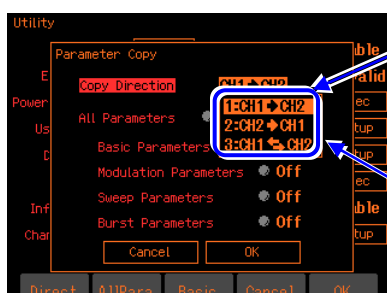 Utility
Parameter Copy
Copy Direction CH1➔CH2
1:CH1➔CH2
All Parameters
2:CH2➔CH1
Basic Parameters
3:CH1⇆CH2
Modulation Parameters Off
Sweep Parameters Off
Burst Parameters Off
Cancel OK
Power
Us
Inf
Char
ble
alid
ec
tup
tup
ec
ble
tup
Direct AllPara Basic Cancel OK